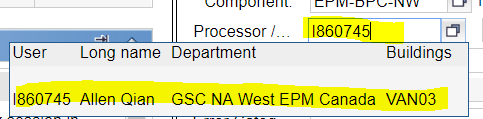 Component: EPM-BPC-NW
Processor /... I860745
User Long name Department Buildings
I860745 Allen Qian GSC NA West EPM Canada VAN03